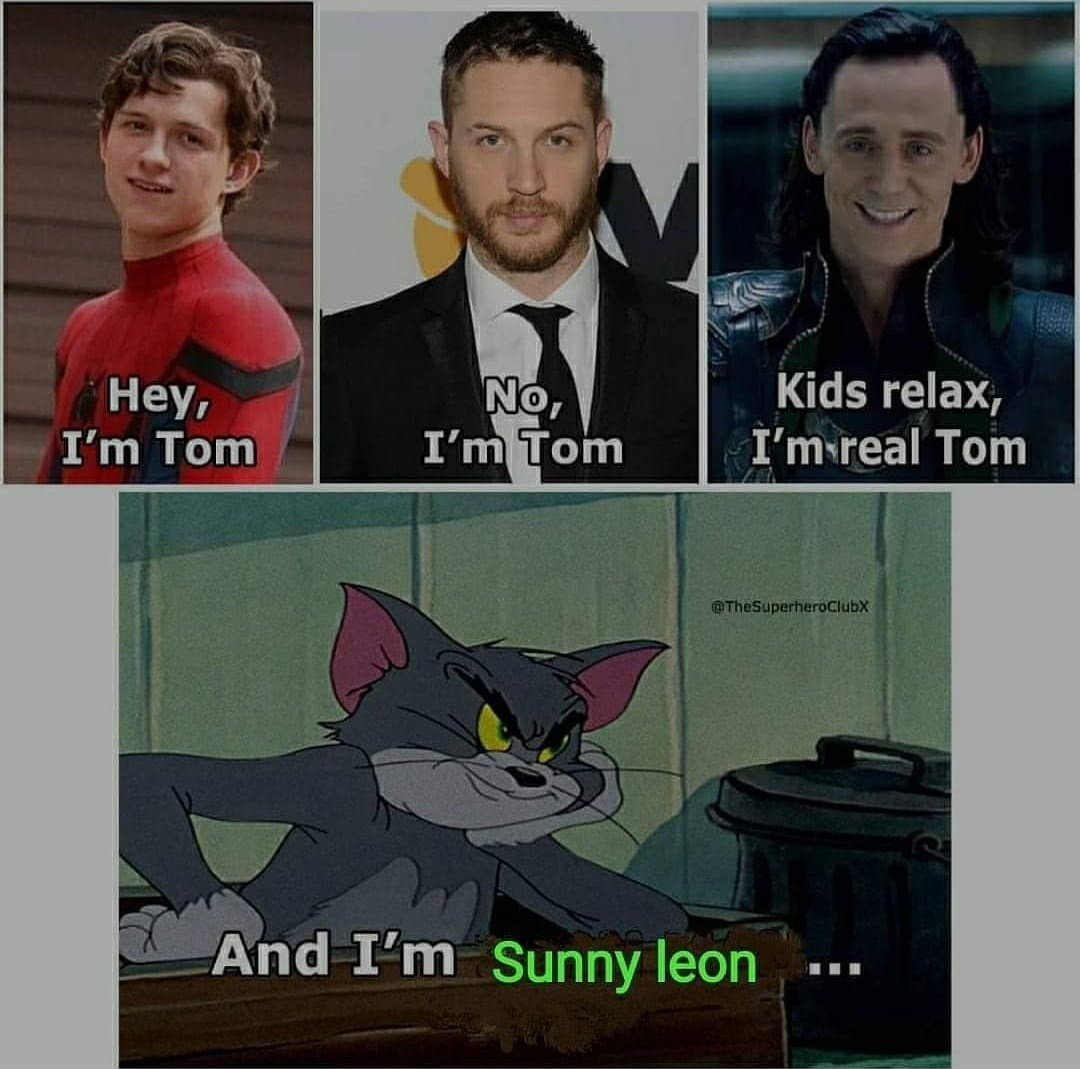 Hey,
I'm Tom
No,
I'm Tom
Kids relax,
I'm real Tom
@TheSuperheroClubX
And I'm Sunny leon ...